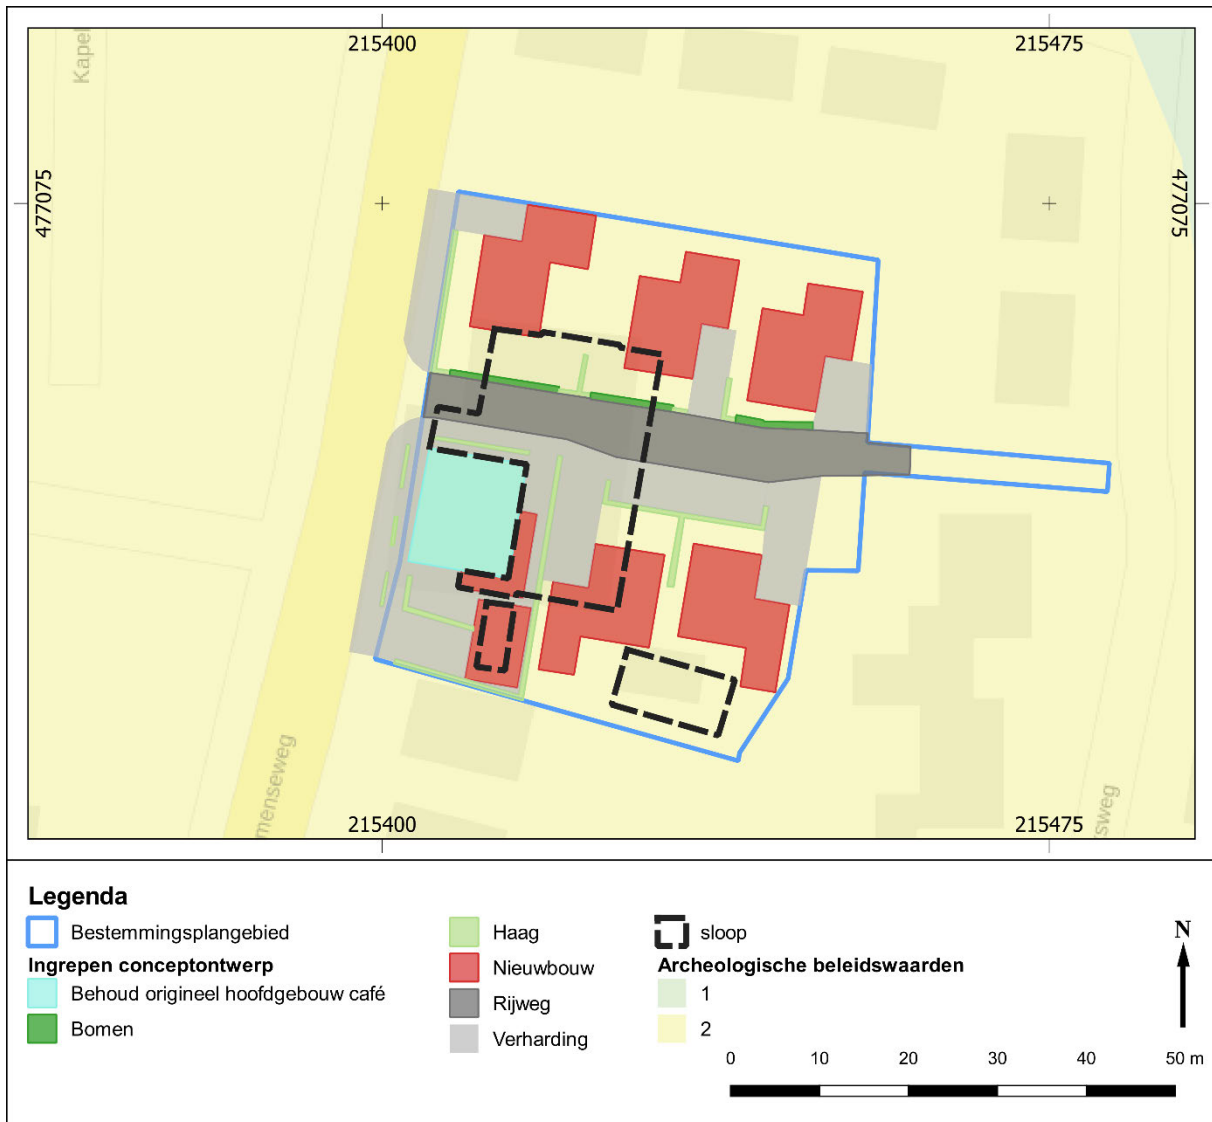 215400
215475
Kapel
477075
477075
menseweg
sweg
215400
215475
Legenda
Bestemmingsplangebied
Ingrepen conceptontwerp
Behoud origineel hoofdgebouw café
Bomen
Haag
Nieuwbouw
Rijweg
Verharding
sloop
Archeologische beleidswaarden
1
2
N
0 10 20 30 40 50 m